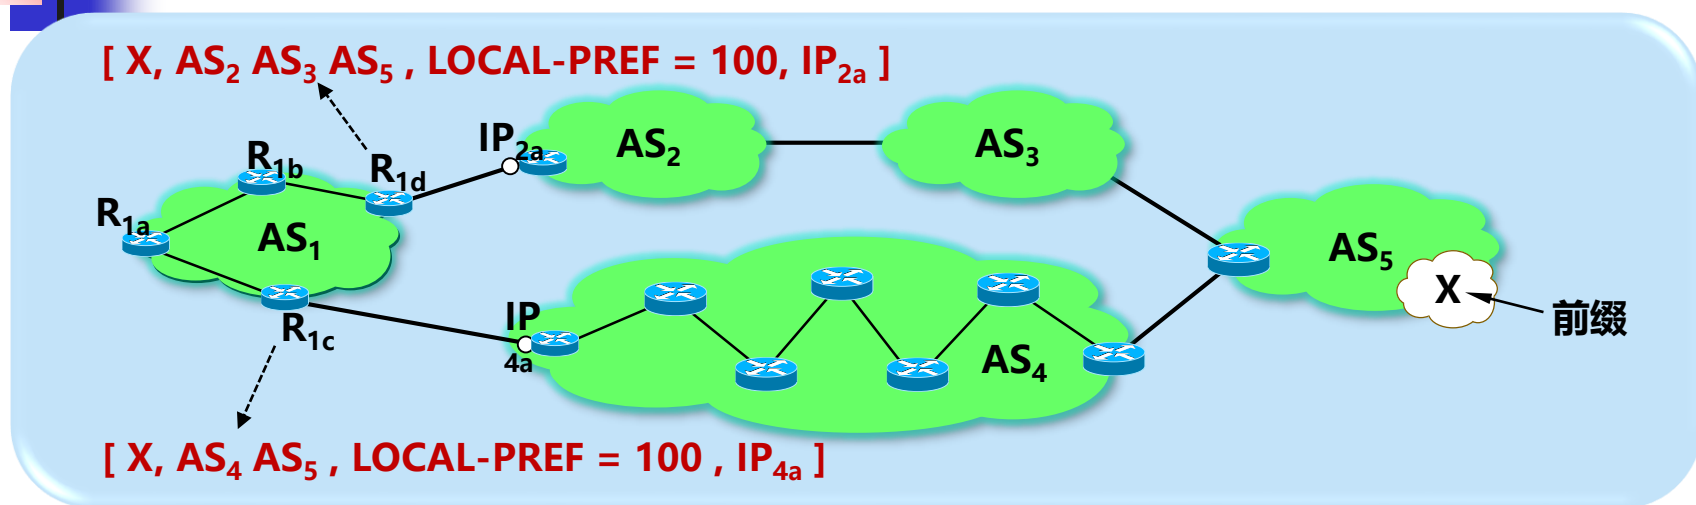 [ X, AS2 AS3 AS5 , LOCAL-PREF = 100, IP2a ]
IP2a
AS2
AS3
R1b
R1d
R1a
AS1
AS5
X
前缀
IP
4a
R1c
AS4
[ X, AS4 AS5 , LOCAL-PREF = 100 , IP4a ]